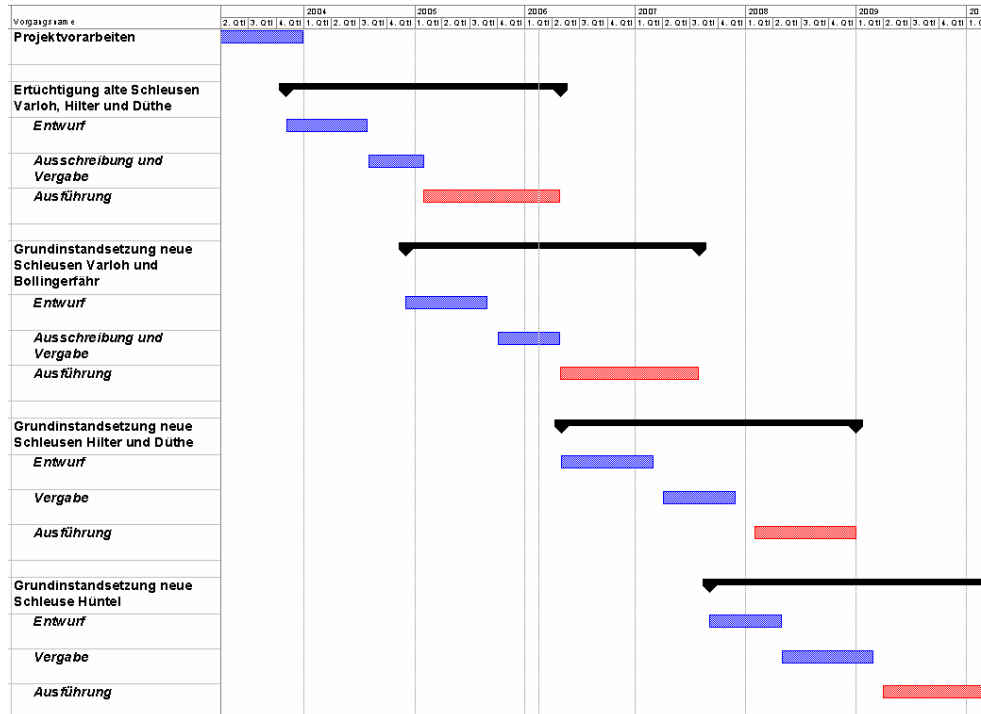 2004 2005 2006 2007 2008 2009 20
Vorgangsname 2. Qtl 3. Qtl 4. Qtl 1. Qtl 2. Qtl 3. Qtl 4. Qtl 1. Qtl 2. Qtl 3. Qtl 4. Qtl 1. Qtl 2. Qtl 3. Qtl 4. Qtl 1. Qtl 2. Qtl 3. Qtl 4. Qtl 1. Qtl 2. Qtl 3. Qtl 4. Qtl 1. Qtl 2. Qtl 3. Qtl 4. Qtl 1. Q
Projektvorarbeiten
Ertüchtigung alte Schleusen
Varloh, Hilter und Düthe
Entwurf
Ausschreibung und
Vergabe
Ausführung
Grundinstandsetzung neue
Schleusen Varloh und
Bollingerfähr
Entwurf
Ausschreibung und
Vergabe
Ausführung
Grundinstandsetzung neue
Schleusen Hilter und Düthe
Entwurf
Vergabe
Ausführung
Grundinstandsetzung neue
Schleuse Hüntel
Entwurf
Vergabe
Ausführung